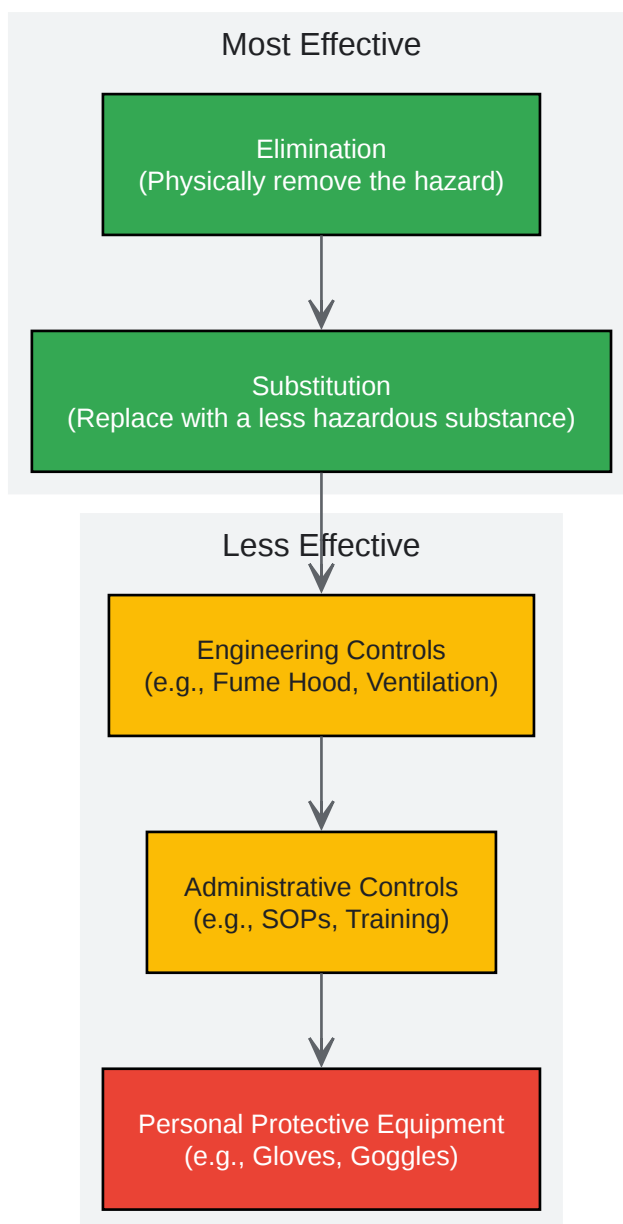 Most Effective
Elimination
(Physically remove the hazard)
Substitution
(Replace with a less hazardous substance)
Less Effective
Engineering Controls
(e.g., Fume Hood, Ventilation)
Administrative Controls
(e.g., SOPs, Training)
Personal Protective Equipment
(e.g., Gloves, Goggles)